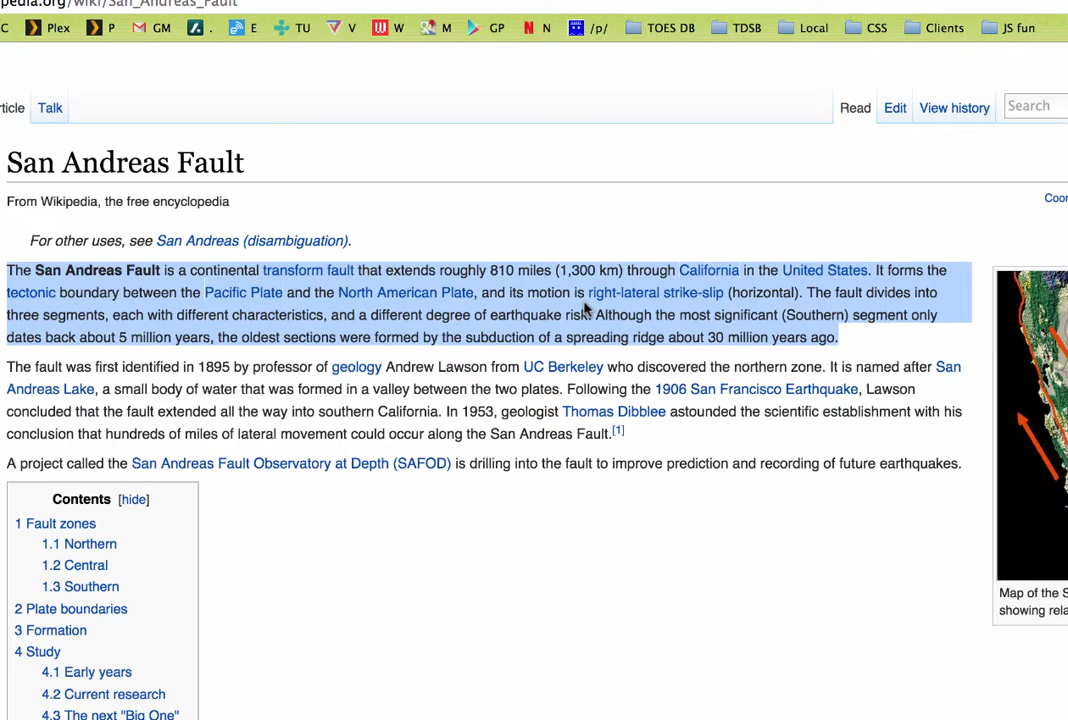 pedia.org/wiki/San_Andreas_Fault
C Plex P GM . E TU V W M GP N /p/ TOES DB TDSB Local CSS Clients JS fun
rticle Talk Read Edit View history Search
San Andreas Fault
From Wikipedia, the free encyclopedia
Coor
For other uses, see San Andreas (disambiguation).
The San Andreas Fault is a continental transform fault that extends roughly 810 miles (1,300 km) through California in the United States. It forms the
tectonic boundary between the Pacific Plate and the North American Plate, and its motion is right-lateral strike-slip (horizontal). The fault divides into
three segments, each with different characteristics, and a different degree of earthquake risk. Although the most significant (Southern) segment only
dates back about 5 million years, the oldest sections were formed by the subduction of a spreading ridge about 30 million years ago.
The fault was first identified in 1895 by professor of geology Andrew Lawson from UC Berkeley who discovered the northern zone. It is named after San
Andreas Lake, a small body of water that was formed in a valley between the two plates. Following the 1906 San Francisco Earthquake, Lawson
concluded that the fault extended all the way into southern California. In 1953, geologist Thomas Dibblee astounded the scientific establishment with his
conclusion that hundreds of miles of lateral movement could occur along the San Andreas Fault.[1]
A project called the San Andreas Fault Observatory at Depth (SAFOD) is drilling into the fault to improve prediction and recording of future earthquakes.
Contents [hide]
1 Fault zones
1.1 Northern
1.2 Central
1.3 Southern
2 Plate boundaries
3 Formation
4 Study
4.1 Early years
4.2 Current research
4.3 The next "Big One"
Map of the S
showing rela